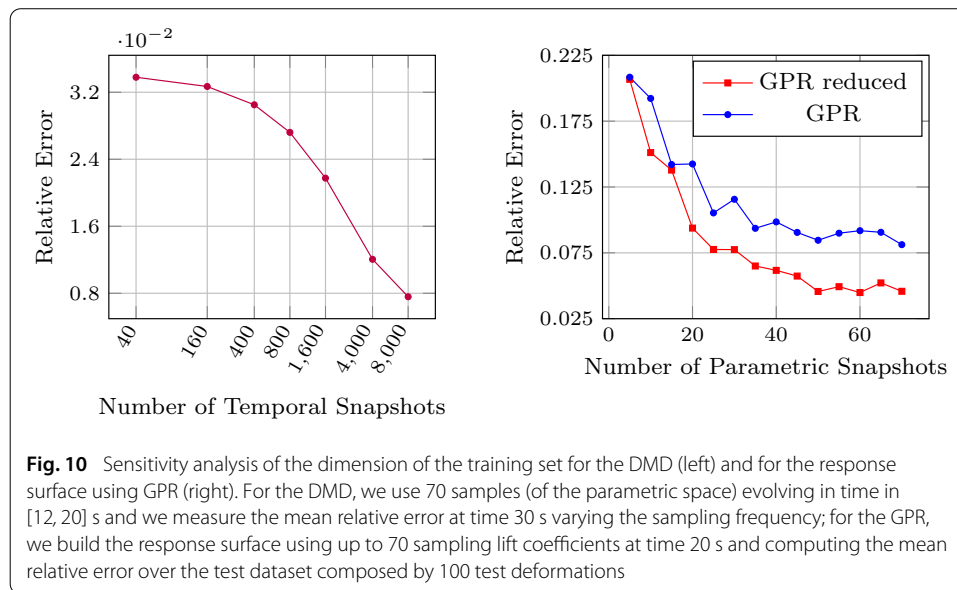 ·10−2
3.2
2.4
1.6
0.8
Relative Error
40
160
400
800
1,600
4,000
8,000
Number of Temporal Snapshots
0.225
0.175
0.125
0.075
0.025
Relative Error
GPR reduced
GPR
0
20
40
60
Number of Parametric Snapshots
Fig. 10 Sensitivity analysis of the dimension of the training set for the DMD (left) and for the response
surface using GPR (right). For the DMD, we use 70 samples (of the parametric space) evolving in time in
[12, 20] s and we measure the mean relative error at time 30 s varying the sampling frequency; for the GPR,
we build the response surface using up to 70 sampling lift coefficients at time 20 s and computing the mean
relative error over the test dataset composed by 100 test deformations